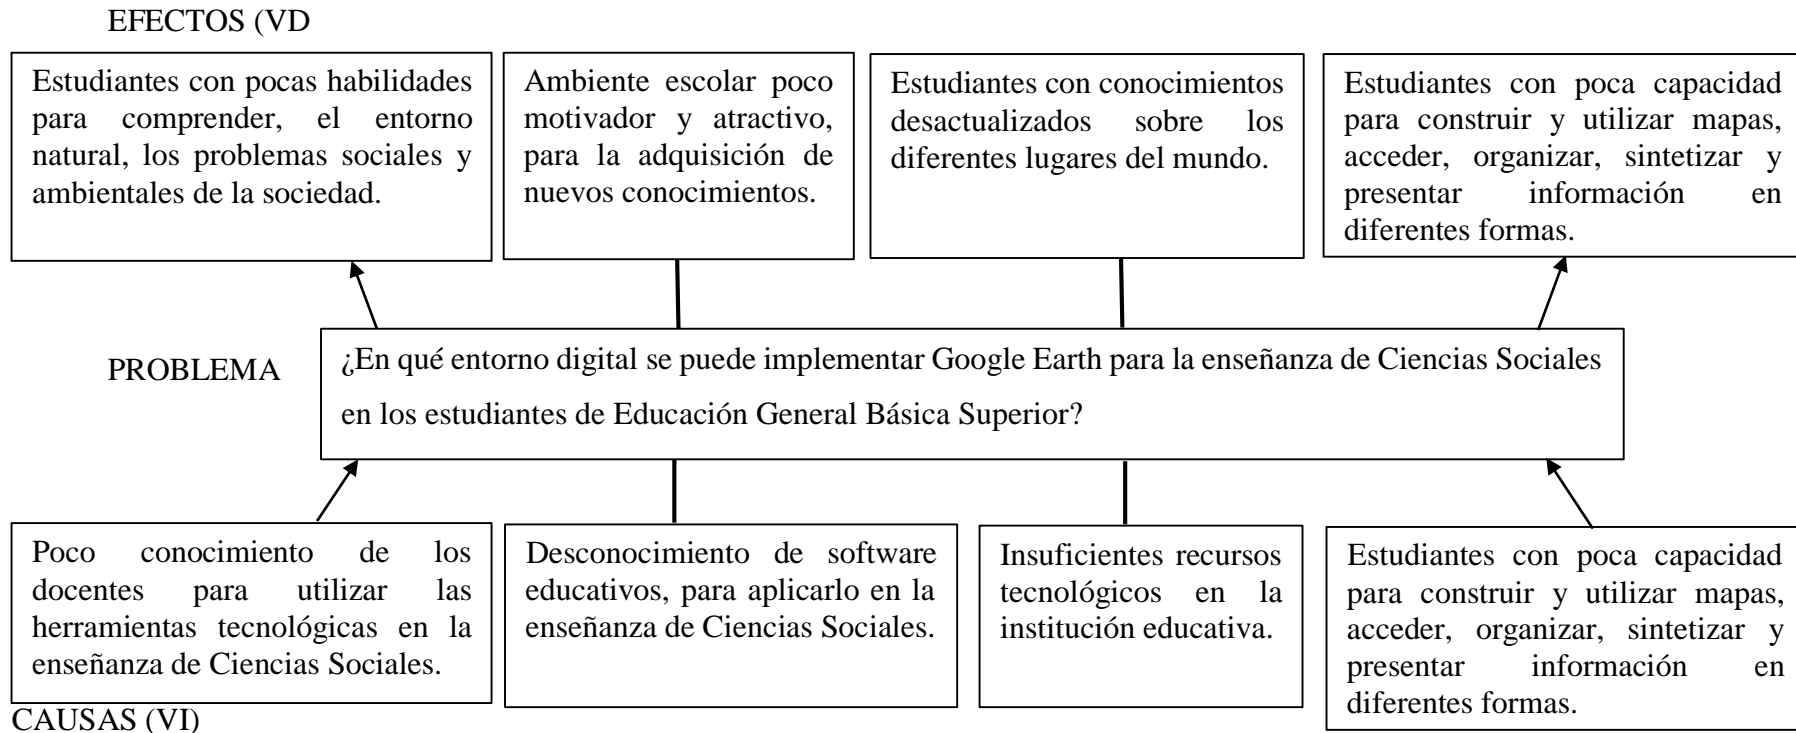 EFECTOS (VD
Estudiantes con pocas habilidades
para comprender, el entorno
natural, los problemas sociales y
ambientales de la sociedad.
Ambiente escolar poco
motivador y atractivo,
para la adquisición de
nuevos conocimientos.
Estudiantes con conocimientos
desactualizados sobre los
diferentes lugares del mundo.
Estudiantes con poca capacidad
para construir y utilizar mapas,
acceder, organizar, sintetizar y
presentar información en
diferentes formas.
PROBLEMA
¿En qué entorno digital se puede implementar Google Earth para la enseñanza de Ciencias Sociales
en los estudiantes de Educación General Básica Superior?
Poco conocimiento de los
docentes para utilizar las
herramientas tecnológicas en la
enseñanza de Ciencias Sociales.
Desconocimiento de software
educativos, para aplicarlo en la
enseñanza de Ciencias Sociales.
Insuficientes recursos
tecnológicos en la
institución educativa.
Estudiantes con poca capacidad
para construir y utilizar mapas,
acceder, organizar, sintetizar y
presentar información en
diferentes formas.
CAUSAS (VI)